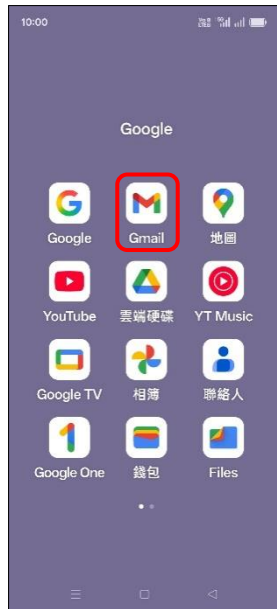 10:00
Google
Google Gmail 地圖
YouTube 雲端硬碟 YT Music
Google TV 相簿 聯絡人
Google One 錢包 Files